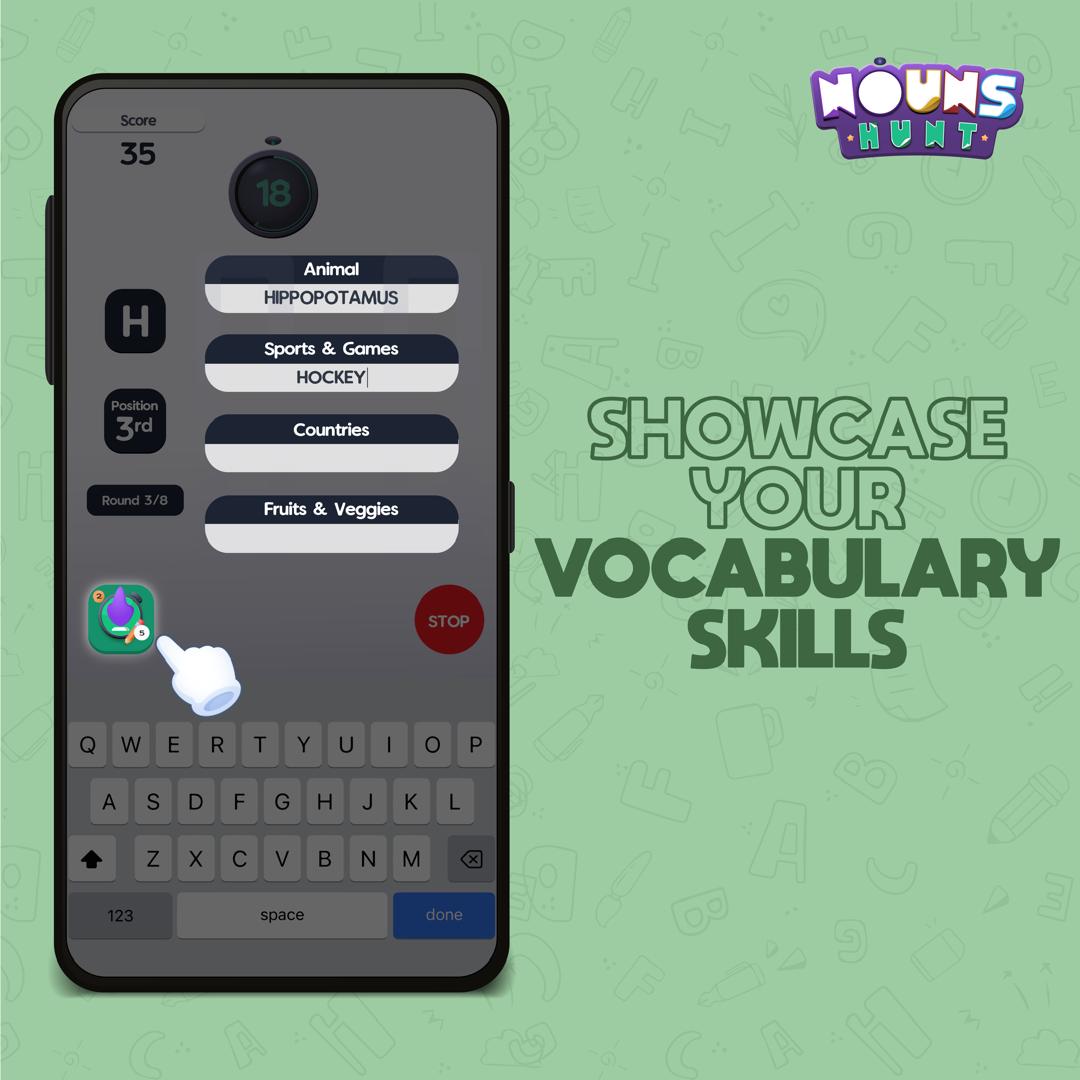 NOUNS
HUNT
Score
35
18
Animal
HIPPOPOTAMUS
H
Sports & Games
HOCKEY
Position
3rd
Countries
Round 3/8
Fruits & Veggies
2
5
STOP
SHOWCASE
YOUR
VOCABULARY
SKILLS
Q W E R T Y U I O P
A S D F G H J K L
Z X C V B N M
123 space done